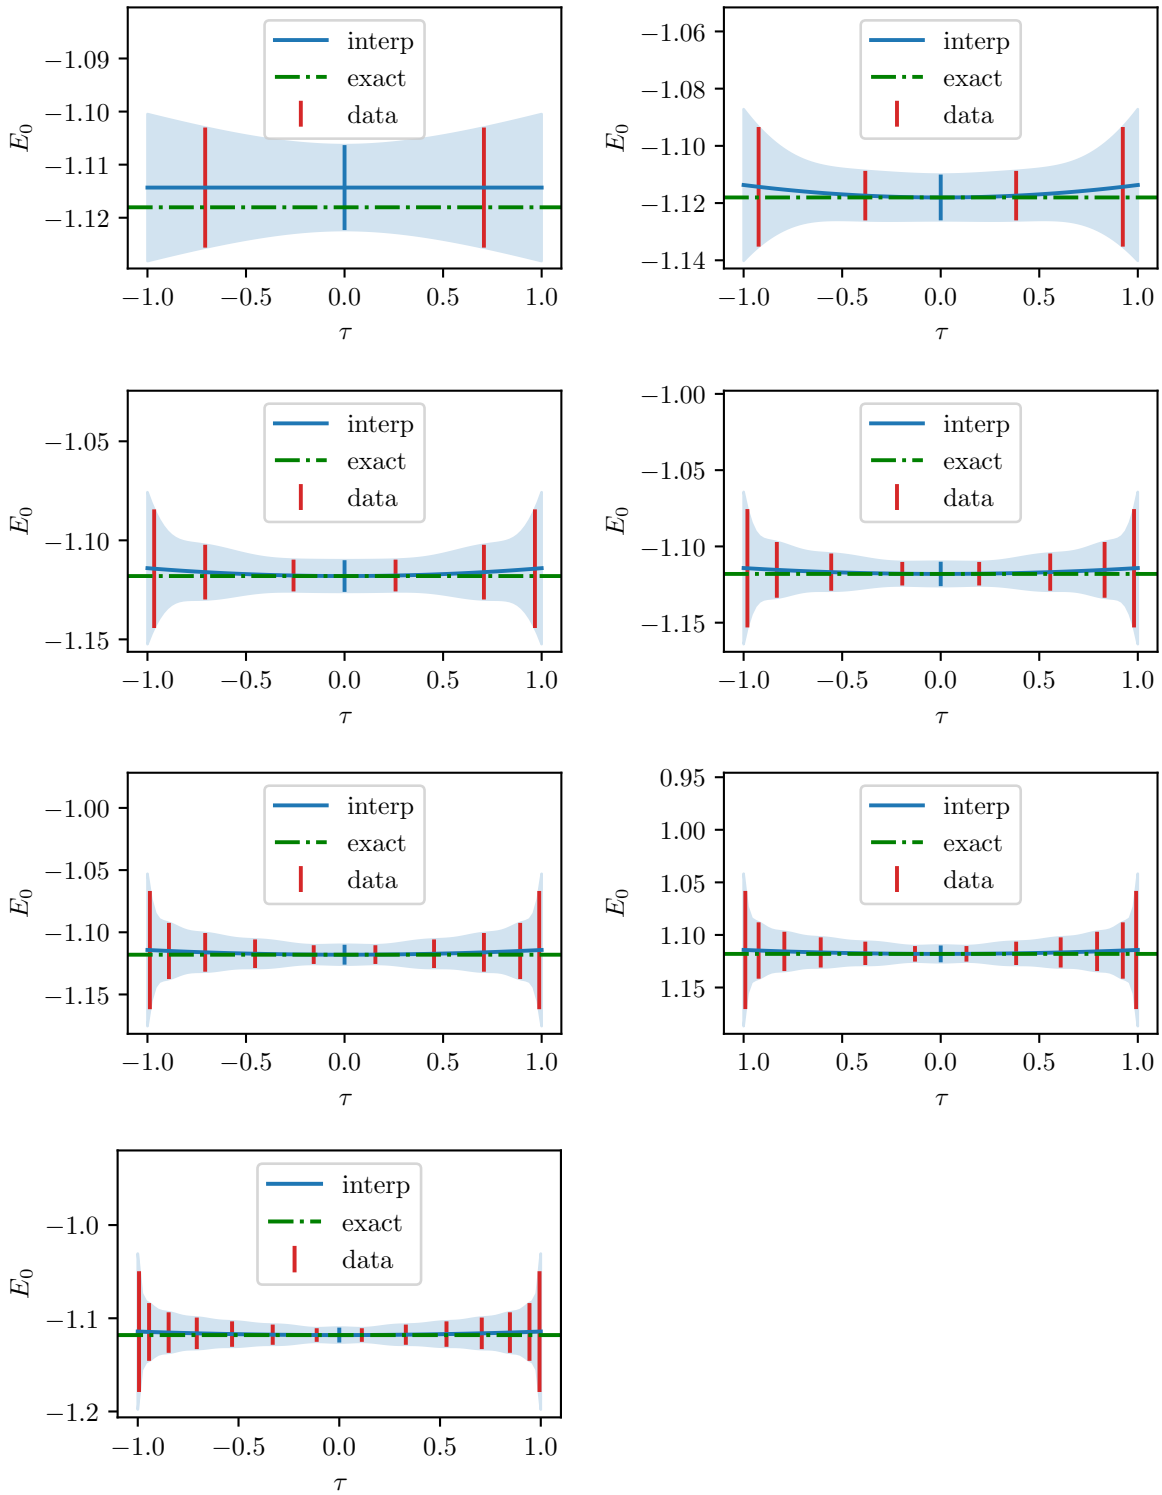 interp
exact
data
−1.09
−1.10
−1.11
−1.12
E0
−1.0 −0.5 0.0 0.5 1.0
τ
interp
exact
data
−1.06
−1.08
−1.10
−1.12
−1.14
E0
−1.0 −0.5 0.0 0.5 1.0
τ
interp
exact
data
−1.05
−1.10
−1.15
E0
−1.0 −0.5 0.0 0.5 1.0
τ
interp
exact
data
−1.00
−1.05
−1.10
−1.15
E0
−1.0 −0.5 0.0 0.5 1.0
τ
interp
exact
data
−1.00
−1.05
−1.10
−1.15
E0
−1.0 −0.5 0.0 0.5 1.0
τ
interp
exact
data
0.95
1.00
1.05
1.10
1.15
E0
1.0 0.5 0.0 0.5 1.0
τ
interp
exact
data
−1.0
−1.1
−1.2
E0
−1.0 −0.5 0.0 0.5 1.0
τ